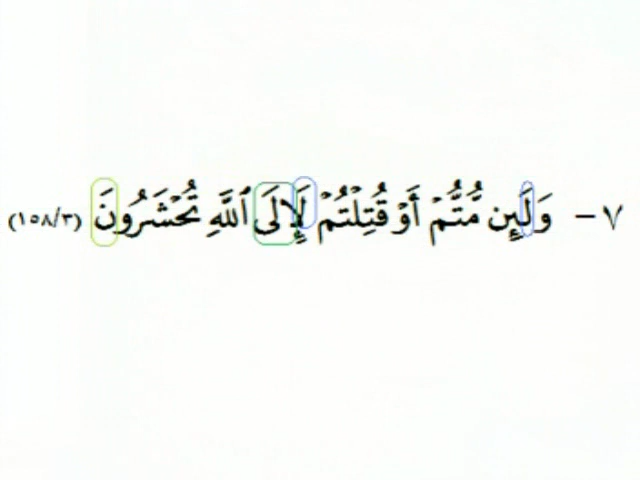 ٧ - وَلَئِن مُّتُّمْ أَوْ قُتِلْتُمْ لَإِلَى ٱللَّهِ تُحْشَرُونَ (١٥٨/٣)